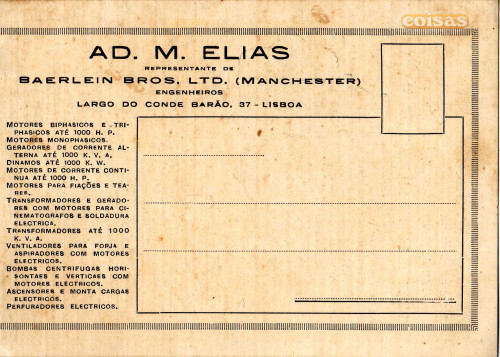 coisas
AD. M. ELIAS
REPRESENTANTE DE
BAERLEIN BROS, LTD. (MANCHESTER)
ENGENHEIROS
LARGO DO CONDE BARÃO, 37 - LISBOA
MOTORES BIPHASICOS E TRI-
PHASICOS ATÉ 1000 H. P.
MOTORES MONOPHASICOS.
GERADORES DE CORRENTE AL-
TERNA ATÉ 1000 K. V. A.
DINAMOS ATÉ 1000 K. W.
MOTORES DE CORRENTE CONTI-
NUA ATÉ 1000 H. P.
MOTORES PARA FIAÇÕES E TEA-
RES.
TRANSFORMADORES E GERADO-
RES COM MOTORES PARA CI-
NEMATOGRAFOS E SOLDADURA
ELECTRICA.
TRANSFORMADORES ATÉ 1000
K. V. A.
VENTILADORES PARA FORJA E
ASPIRADORES COM MOTORES
ELECTRICOS.
BOMBAS CENTRIFUGAS HORI-
SONTAES E VERTICAES COM
MOTORES ELECTRICOS.
ASCENSORES E MONTA CARGAS
ELECTRICOS.
PERFURADORES ELECTRICOS.